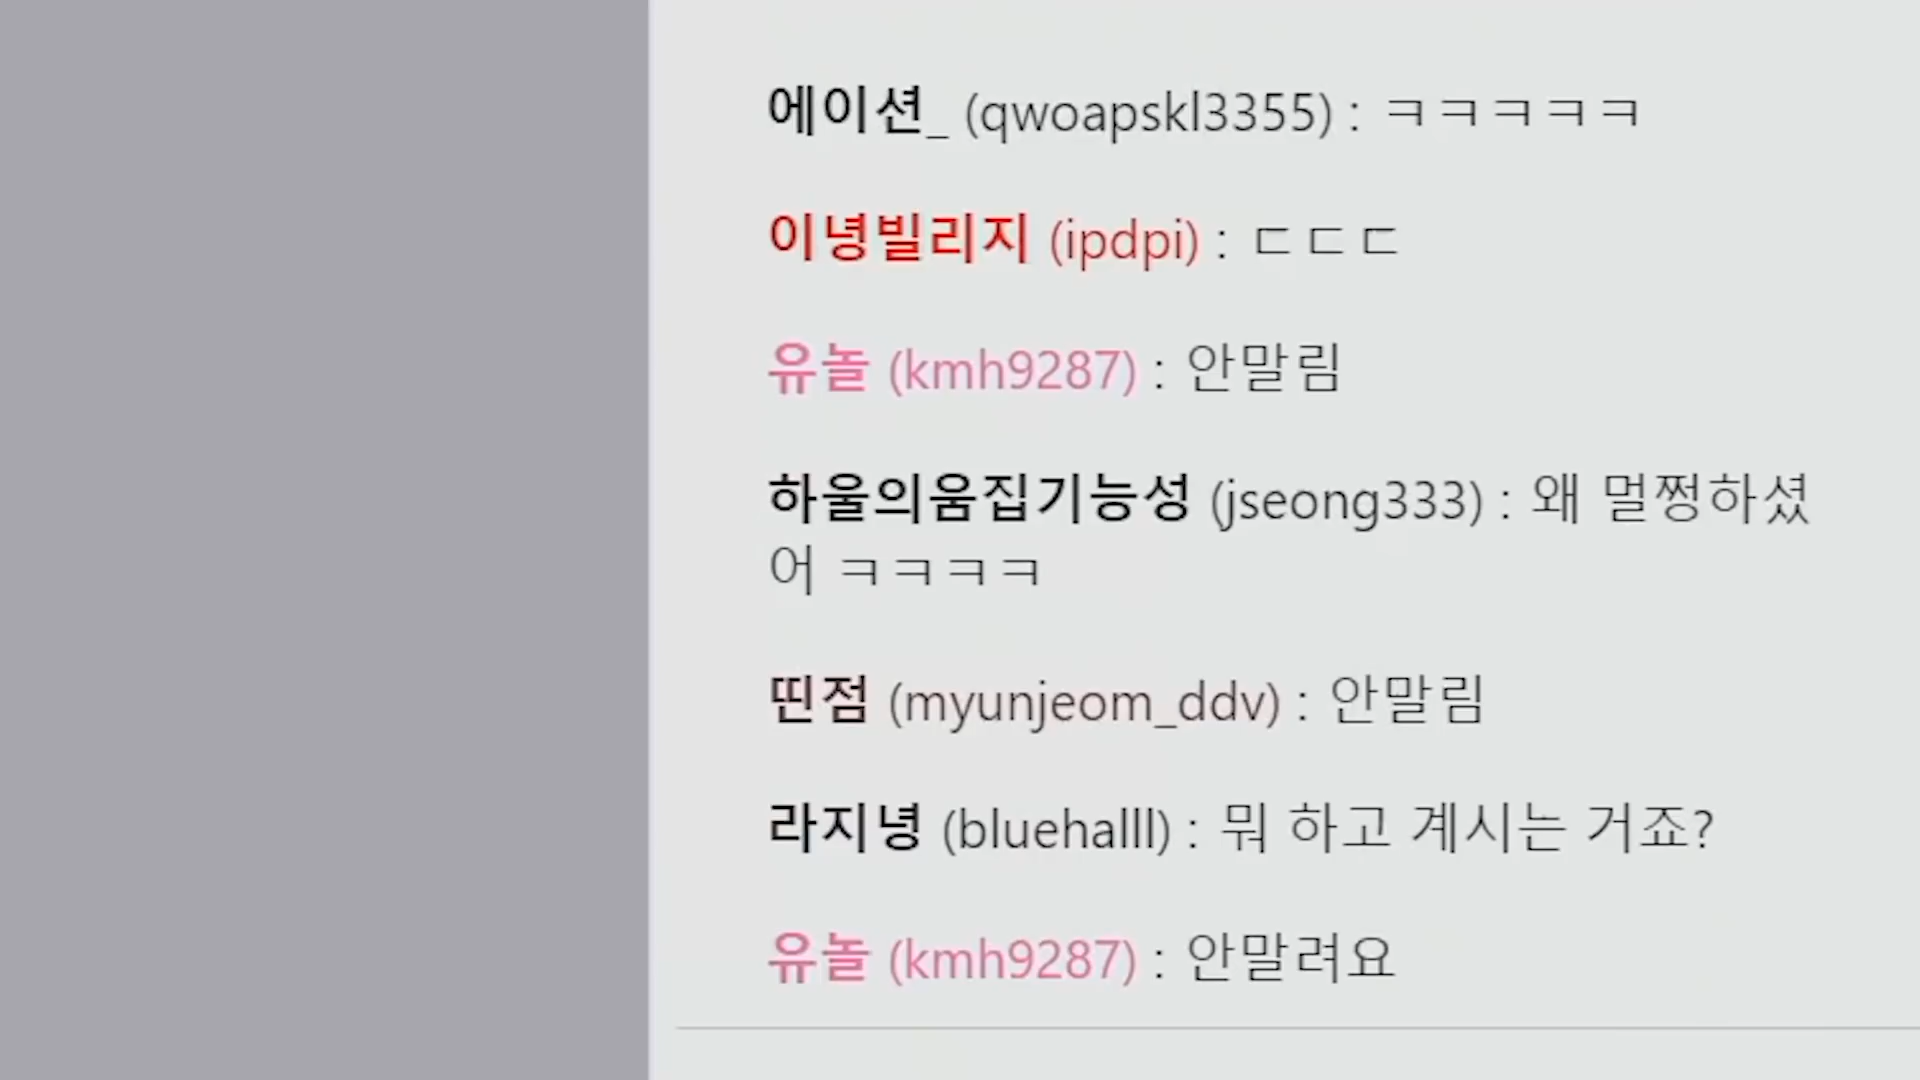 에이션_ (qwoapskl3355) : ㅋㅋㅋㅋㅋ
이녕빌리지 (ipdpi) : ㄷㄷㄷ
유놀 (kmh9287) : 안말림
하울의움집기능성 (jseong333) : 왜 멀쩡하셨
어 ㅋㅋㅋㅋ
띤점 (myunjeom_ddv) : 안말림
라지녕 (bluehalll) : 뭐 하고 계시는 거죠?
유놀 (kmh9287) : 안말려요